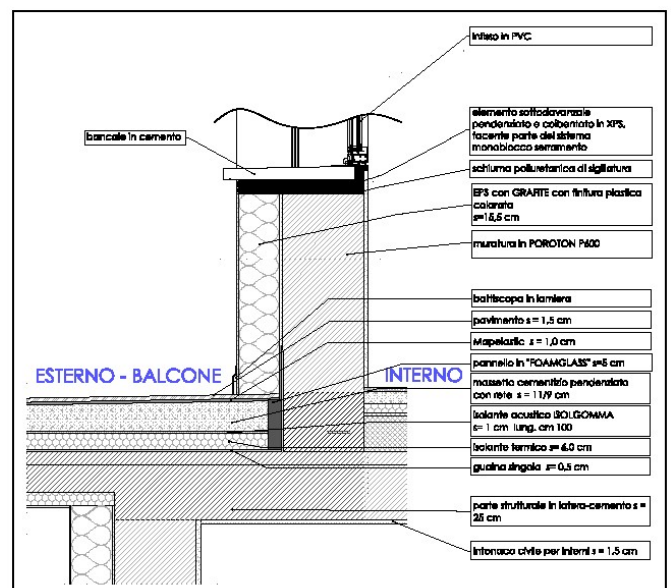 infisso in PVC
bancale in cemento
elemento sottodavanzale
pendenziato e coibentato in XPS,
facente parte del sistema
monoblocco serramento
schiuma poliuretanica di sigillatura
EPS con GRAFITE con finitura plastica
colorata
s=15,5 cm
muratura in POROTON P600
battiscopa in lamiera
pavimento s = 1,5 cm
Mapelastic s = 1,0 cm
ESTERNO - BALCONE
INTERNO
pannello in "FOAMGLASS" s=5 cm
massetto cementizio pendenziato
con rete s = 11/9 cm
isolante acustico ISOLGOMMA
s= 1 cm lung. cm 100
isolante termico s= 6,0 cm
guaina singola s= 0,5 cm
parte strutturale in latero-cemento s =
25 cm
intonaco civile per interni s = 1,5 cm